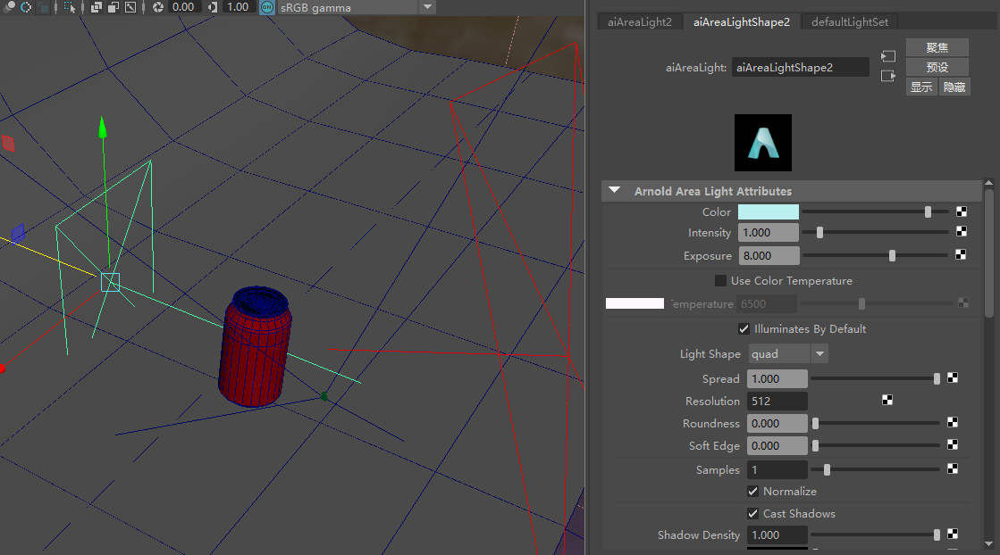 0.00 1.00 ON sRGB gamma
aiAreaLight2 aiAreaLightShape2 defaultLightSet
聚焦
aiAreaLight: aiAreaLightShape2 预设
显示 隐藏
Arnold Area Light Attributes
Color
Intensity 1.000
Exposure 8.000
Use Color Temperature
Temperature 6500
Illuminates By Default
Light Shape quad
Spread 1.000
Resolution 512
Roundness 0.000
Soft Edge 0.000
Samples 1
Normalize
Cast Shadows
Shadow Density 1.000